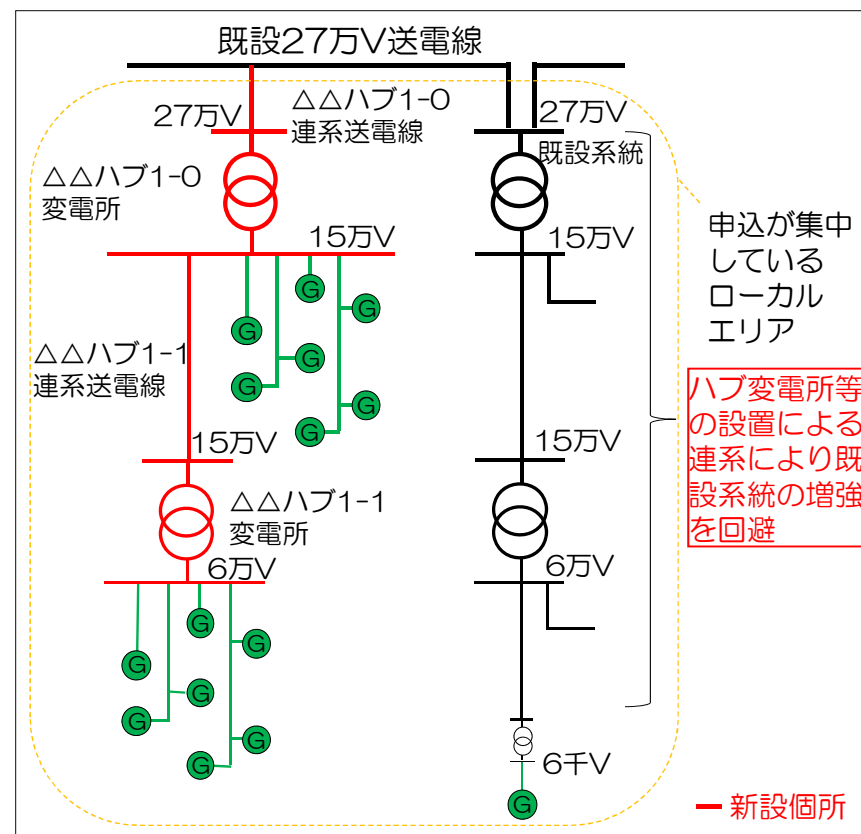 既設27万V送電線
27万V
△△ハブ1-0
連系送電線
27万V
既設系統
△△ハブ1-0
変電所
15万V
15万V
申込が集中
している
ローカル
エリア
G
G
G
G
G
G
△△ハブ1-1
連系送電線
ハブ変電所等
の設置による
連系により既
設系統の増強
を回避
15万V
15万V
△△ハブ1-1
変電所
6万V
6万V
G
G
G
G
G
G
G
6千V
G
新設個所